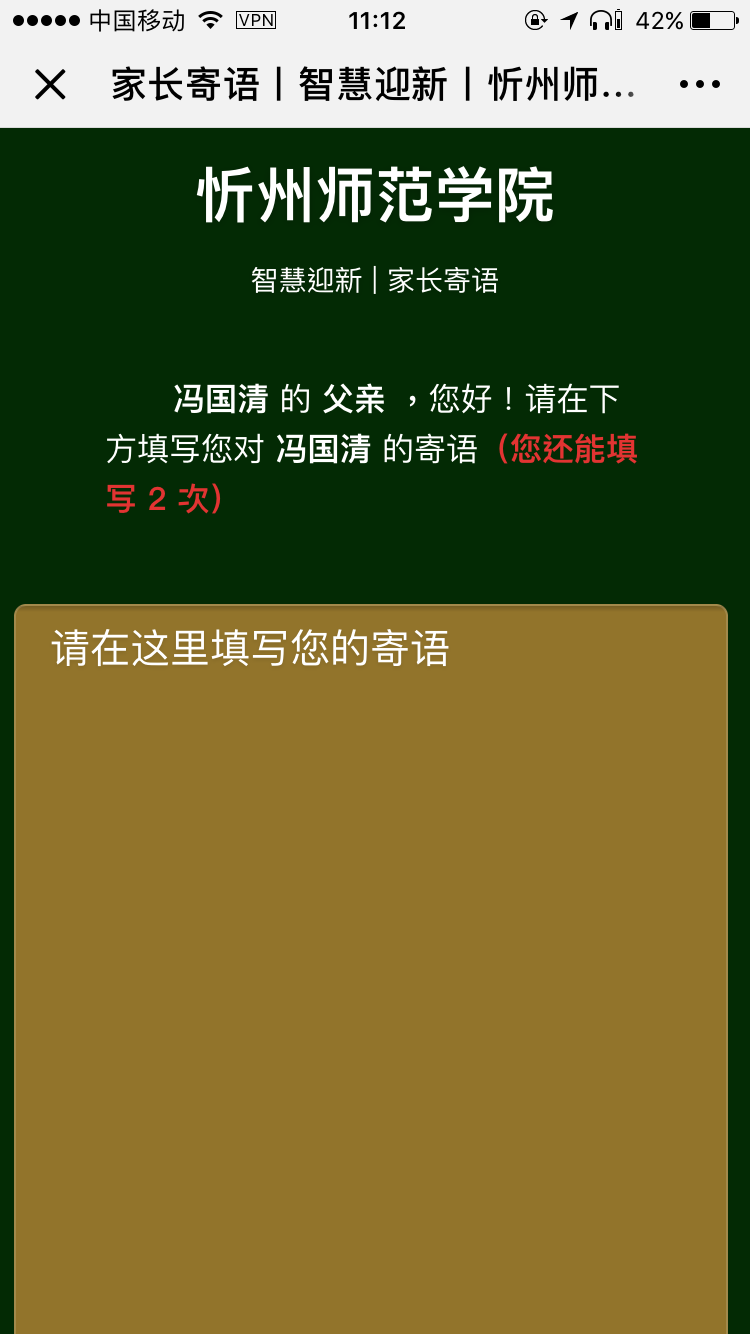 中国移动 VPN 11:12 42%
家长寄语丨智慧迎新丨忻州师...
忻州师范学院
智慧迎新 | 家长寄语
冯国清 的 父亲 ，您好！请在下
方填写您对 冯国清 的寄语（您还能填
写 2 次）
请在这里填写您的寄语